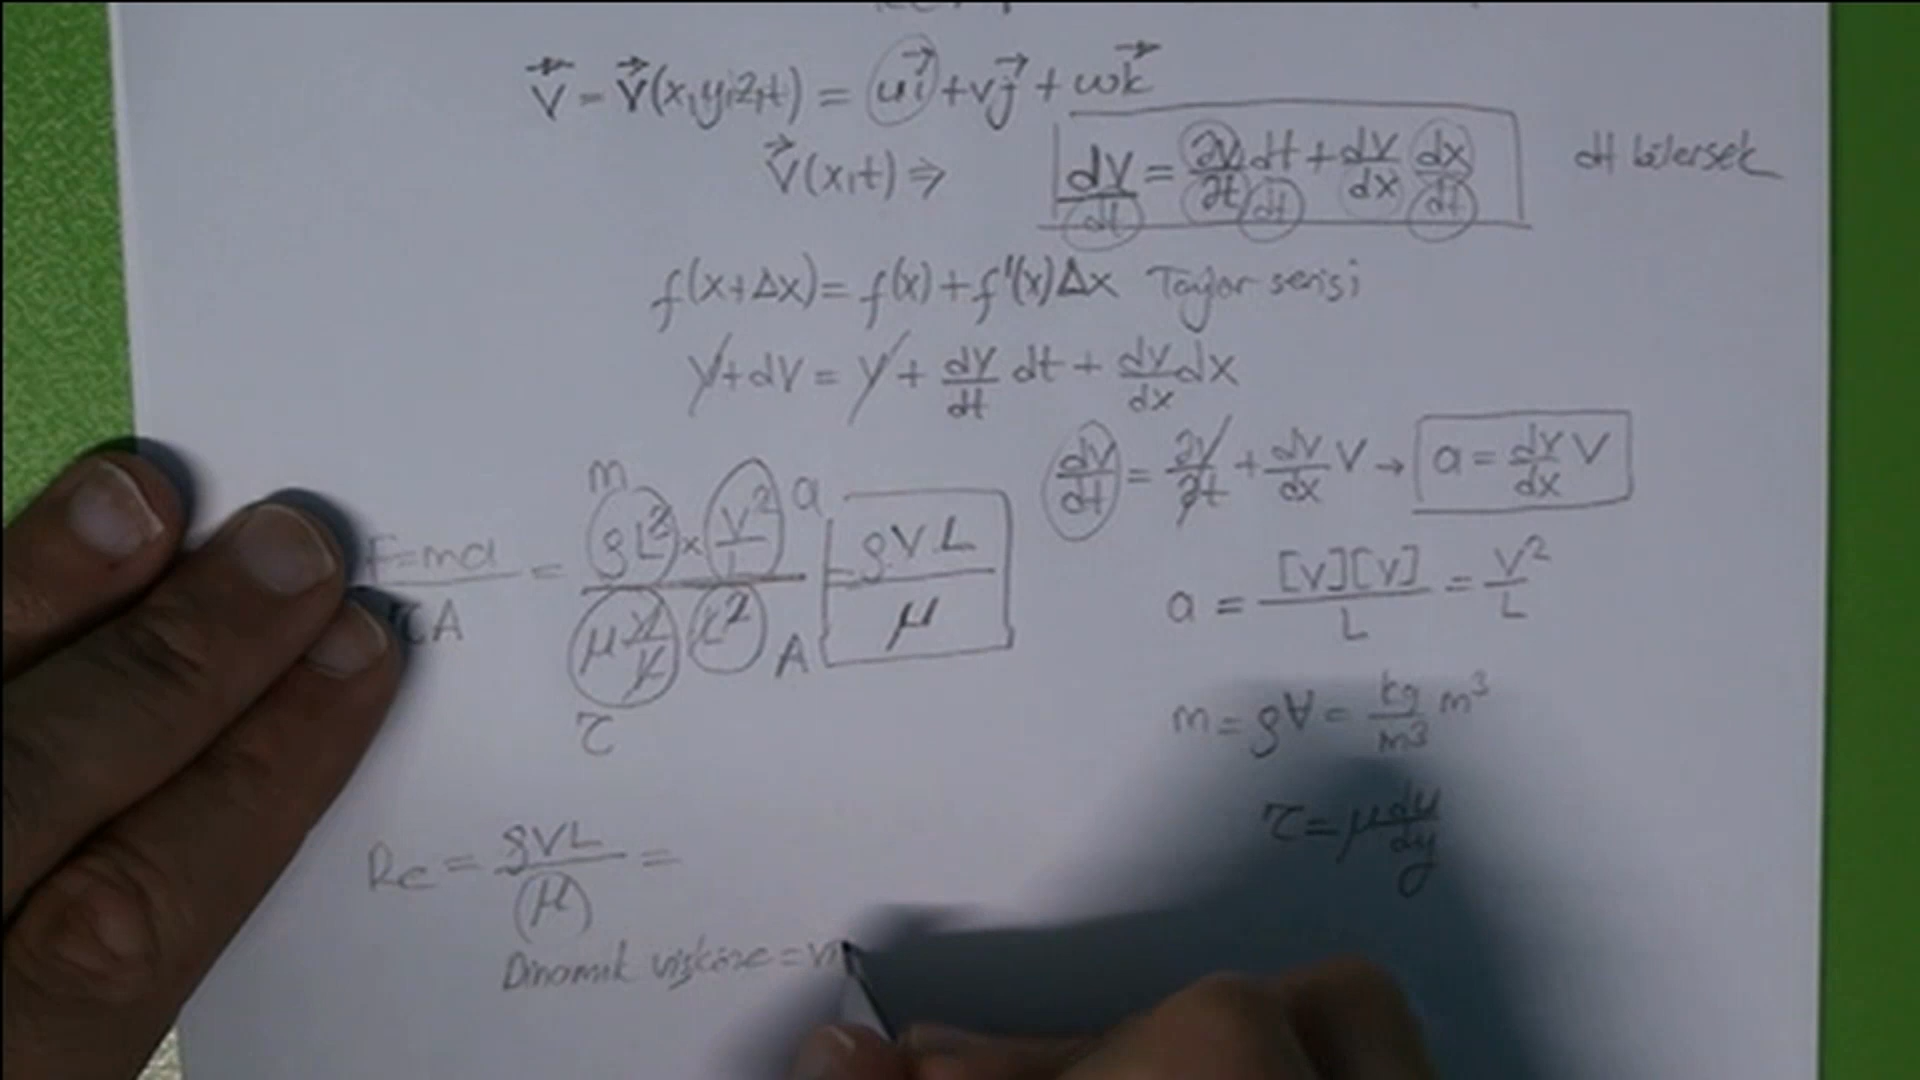 V⃗ = V⃗(x,y,z,t) = ui⃗ + vj⃗ + wk⃗
V⃗(x,t) ⇒ dV/dt = ∂V/∂t dt/dt + dV/dx dx/dt dt bölersek
f(x+Δx) = f(x) + f'(x)Δx Taylor serisi
V + dV = V + dV/dt dt + dV/dx dx
dV/dt = ∂V/∂t + dV/dx V → a = dV/dx V
F=ma / τA = m ρL³ x V²/L a / μ V/L L² A = ρVL / μ
τ
a = [V][V] / L = V²/L
m = ρV = kg/m³ m³
τ = μ du/dy
Re = ρVL / μ =
Dinamik viskoze =